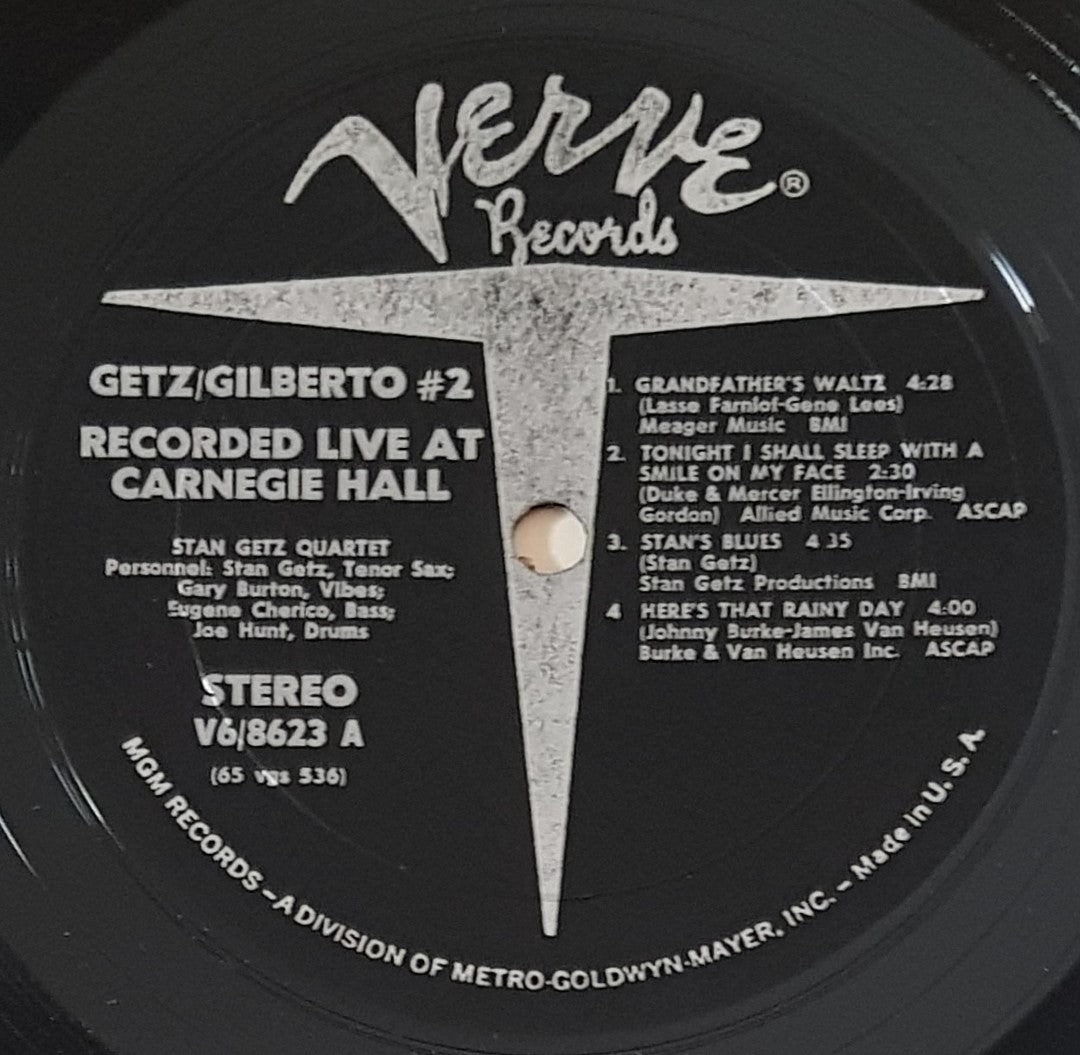 Verve®
Records
GETZ/GILBERTO #2
RECORDED LIVE AT
CARNEGIE HALL
STAN GETZ QUARTET
Personnel: Stan Getz, Tenor Sax;
Gary Burton, Vibes;
Eugene Cherico, Bass;
Joe Hunt, Drums
STEREO
V6/8623 A
(65 vgs 536)
1. GRANDFATHER'S WALTZ 4:28
(Lasse Farnlof-Gene Lees)
Meager Music BMI
2. TONIGHT I SHALL SLEEP WITH A
SMILE ON MY FACE 2:30
(Duke & Mercer Ellington-Irving
Gordon) Allied Music Corp. ASCAP
3. STAN'S BLUES 4 35
(Stan Getz)
Stan Getz Productions BMI
4 HERE'S THAT RAINY DAY 4:00
(Johnny Burke-James Van Heusen)
Burke & Van Heusen Inc. ASCAP
MGM RECORDS – A DIVISION OF METRO-GOLDWYN-MAYER, INC. – Made in U. S. A.